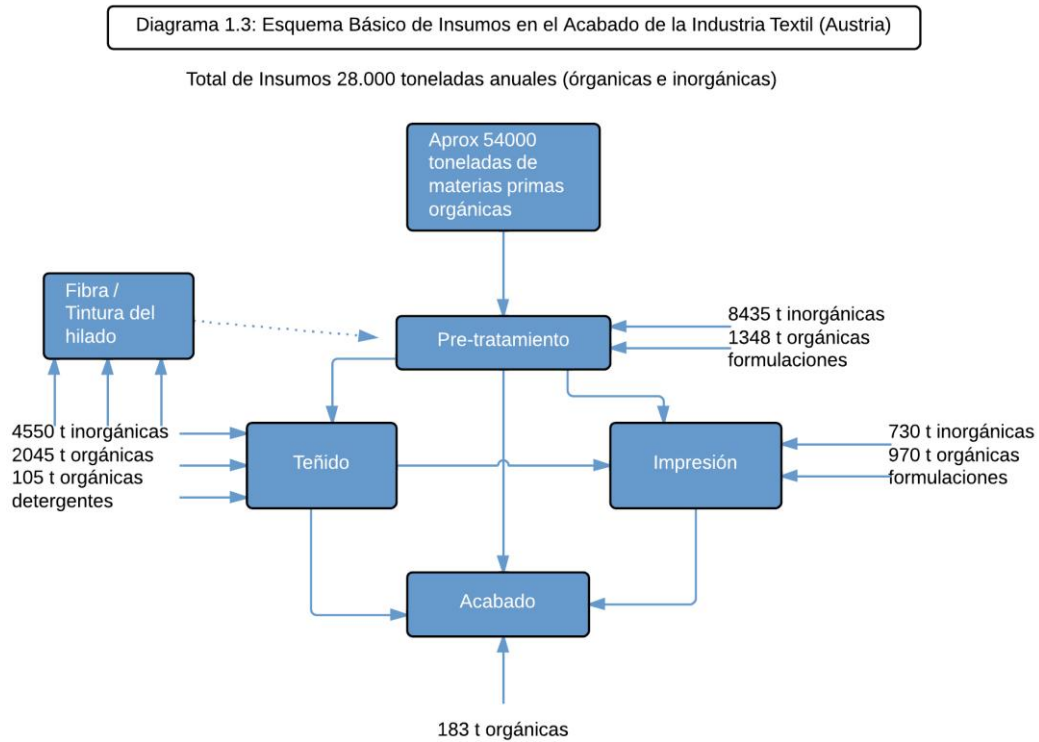 Diagrama 1.3: Esquema Básico de Insumos en el Acabado de la Industria Textil (Austria)
Total de Insumos 28.000 toneladas anuales (órganicas e inorgánicas)
Aprox 54000
toneladas de
materias primas
orgánicas
Fibra /
Tintura del
hilado
Pre-tratamiento
8435 t inorgánicas
1348 t orgánicas
formulaciones
4550 t inorgánicas
2045 t orgánicas
105 t orgánicas
detergentes
Teñido
Impresión
730 t inorgánicas
970 t orgánicas
formulaciones
Acabado
183 t orgánicas